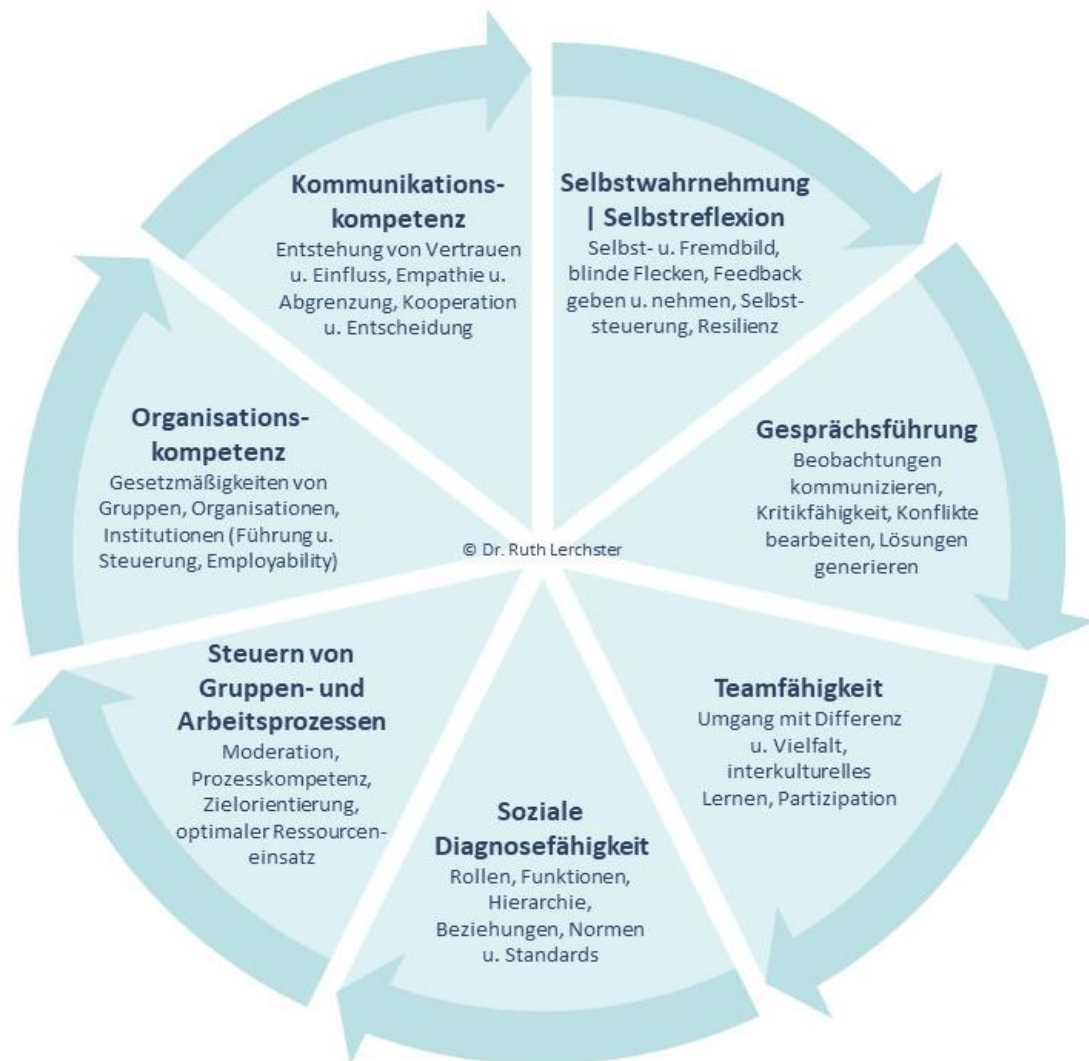 Kommunikations-
kompetenz
Entstehung von Vertrauen
u. Einfluss, Empathie u.
Abgrenzung, Kooperation
u. Entscheidung
Selbstwahrnehmung
| Selbstreflexion
Selbst- u. Fremdbild,
blinde Flecken, Feedback
geben u. nehmen, Selbst-
steuerung, Resilienz
Gesprächsführung
Beobachtungen
kommunizieren,
Kritikfähigkeit, Konflikte
bearbeiten, Lösungen
generieren
Teamfähigkeit
Umgang mit Differenz
u. Vielfalt,
interkulturelles
Lernen, Partizipation
Soziale
Diagnosefähigkeit
Rollen, Funktionen,
Hierarchie,
Beziehungen, Normen
u. Standards
Steuern von
Gruppen- und
Arbeitsprozessen
Moderation,
Prozesskompetenz,
Zielorientierung,
optimaler Ressourcen-
einsatz
Organisations-
kompetenz
Gesetzmäßigkeiten von
Gruppen, Organisationen,
Institutionen (Führung u.
Steuerung, Employability)
© Dr. Ruth Lerchster